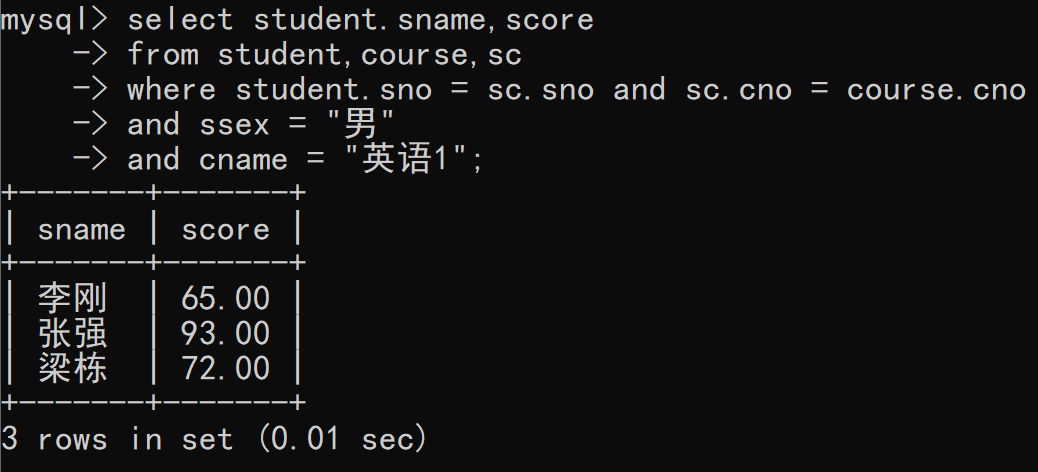 mysql> select student.sname,score
    -> from student,course,sc
    -> where student.sno = sc.sno and sc.cno = course.cno
    -> and ssex = "男"
    -> and cname = "英语1";
+-------+-------+
| sname | score |
+-------+-------+
| 李刚  | 65.00 |
| 张强  | 93.00 |
| 梁栋  | 72.00 |
+-------+-------+
3 rows in set (0.01 sec)